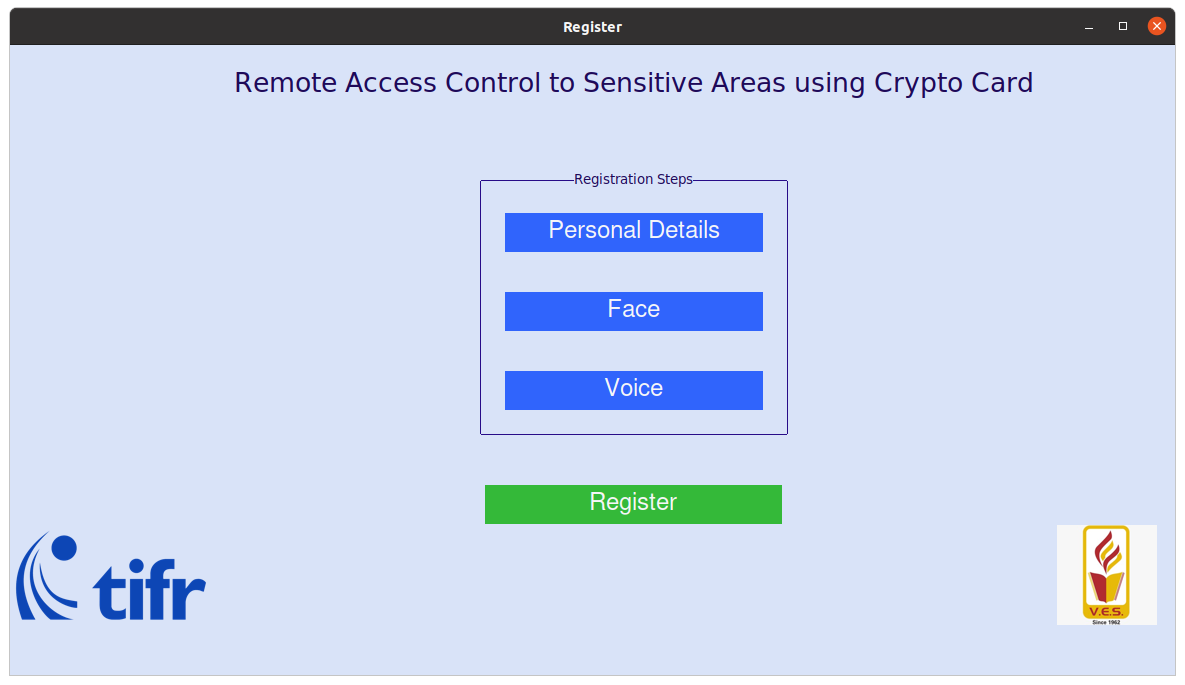 Register
Remote Access Control to Sensitive Areas using Crypto Card
Registration Steps
Personal Details
Face
Voice
Register
tifr
V.E.S.
Since 1962